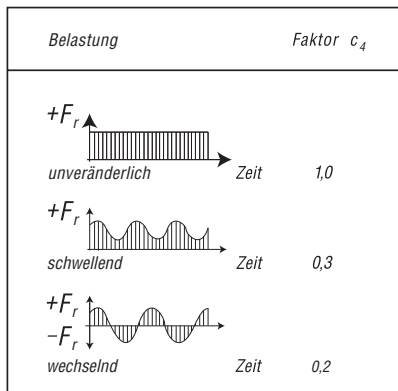 Belastung Faktor c₄
+Fᵣ
unveränderlich Zeit 1,0
+Fᵣ
schwellend Zeit 0,3
+Fᵣ
−Fᵣ
wechselnd Zeit 0,2